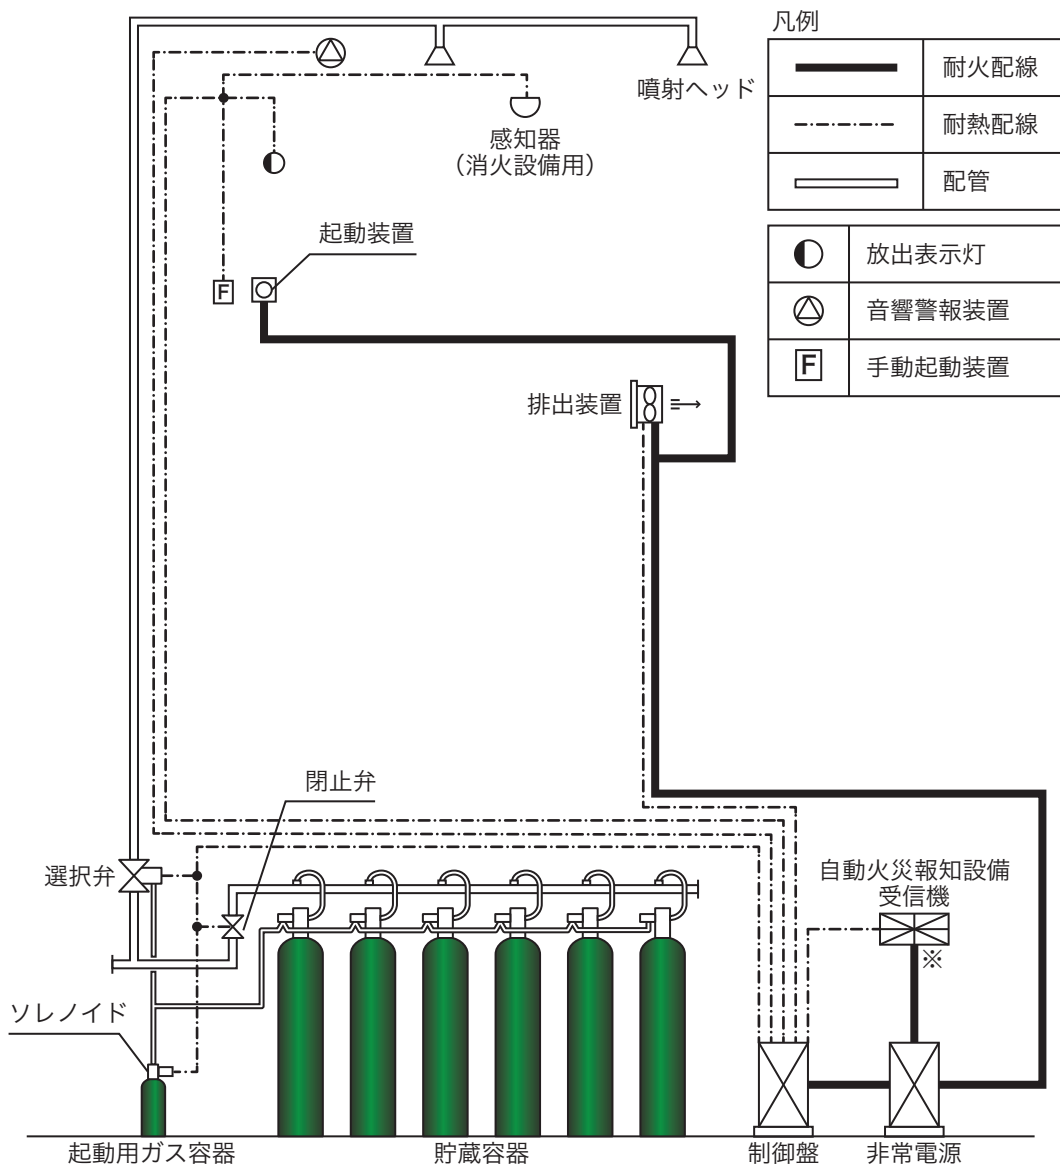 凡例
耐火配線
耐熱配線
配管
放出表示灯
音響警報装置
F
手動起動装置
噴射ヘッド
感知器
（消火設備用）
起動装置
F
排出装置
閉止弁
選択弁
自動火災報知設備
受信機
※
ソレノイド
起動用ガス容器
貯蔵容器
制御盤
非常電源